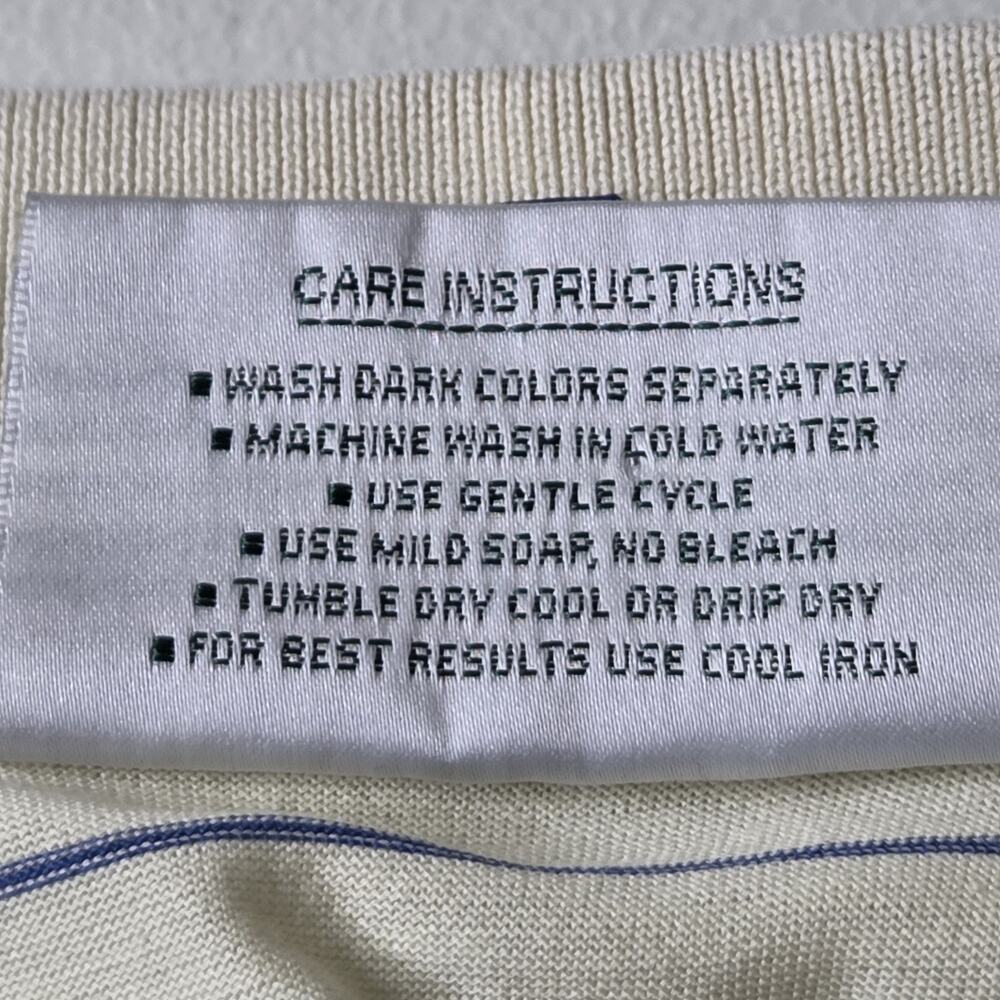 CARE INSTRUCTIONS
▪ WASH DARK COLORS SEPARATELY
▪ MACHINE WASH IN COLD WATER
▪ USE GENTLE CYCLE
▪ USE MILD SOAP, NO BLEACH
▪ TUMBLE DRY COOL OR DRIP DRY
▪ FOR BEST RESULTS USE COOL IRON